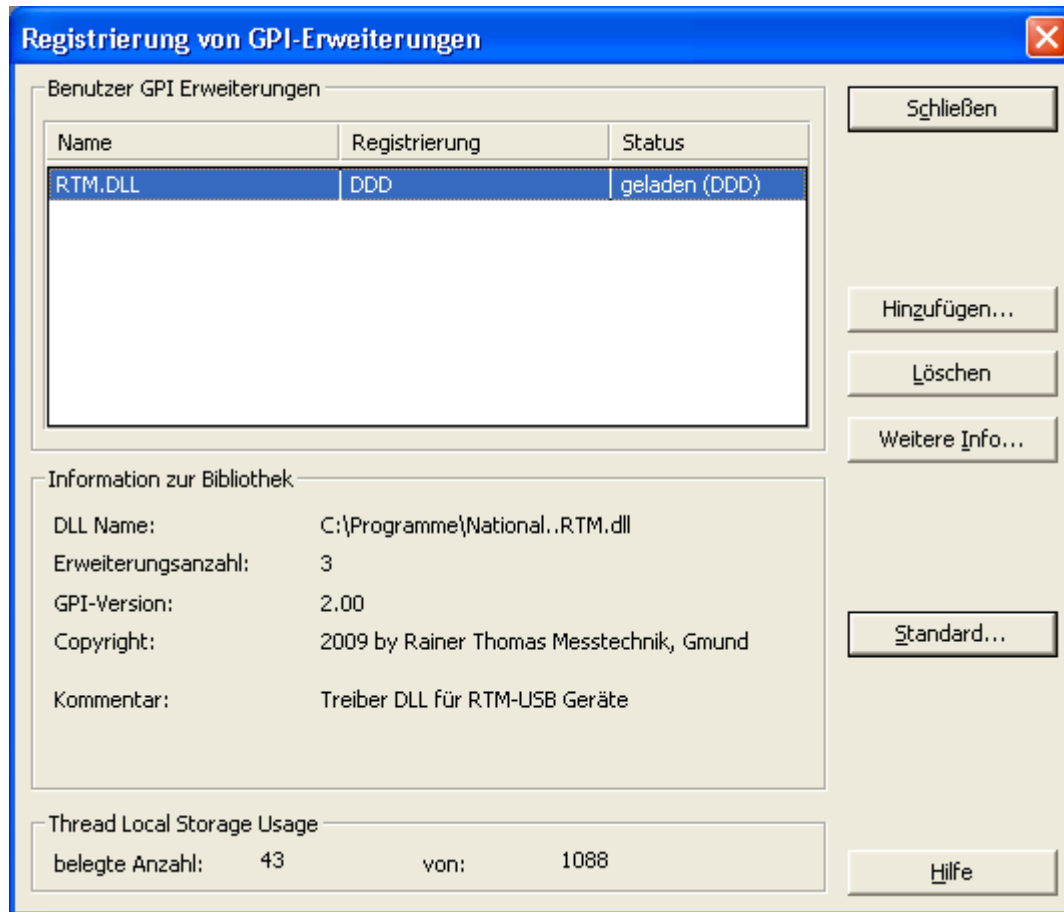 Registrierung von GPI-Erweiterungen
Benutzer GPI Erweiterungen
Name Registrierung Status
RTM.DLL DDD geladen (DDD)
Schließen
Hinzufügen...
Löschen
Weitere Info...
Information zur Bibliothek
DLL Name: C:\Programme\National..RTM.dll
Erweiterungsanzahl: 3
GPI-Version: 2.00
Copyright: 2009 by Rainer Thomas Messtechnik, Gmund
Kommentar: Treiber DLL für RTM-USB Geräte
Standard...
Thread Local Storage Usage
belegte Anzahl: 43 von: 1088
Hilfe